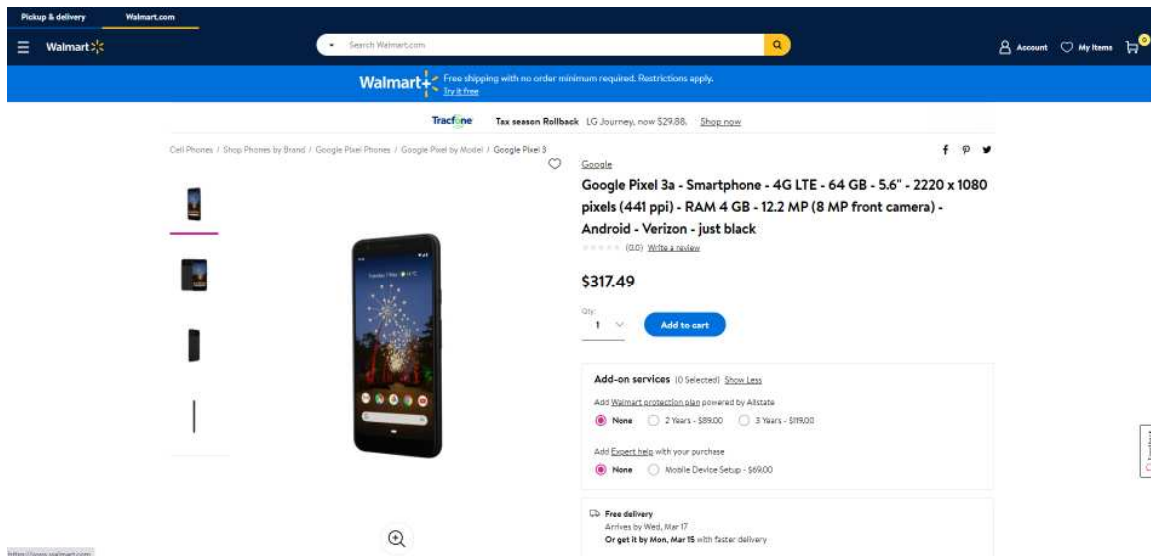 Pickup & delivery
Walmart.com
Walmart
Search Walmart.com
Account
My Items
0
Walmart+
Free shipping with no order minimum required. Restrictions apply.
Try it free
Tracfone
Tax season Rollback LG Journey, now $29.88. Shop now
Cell Phones / Shop Phones by Brand / Google Pixel Phones / Google Pixel by Model / Google Pixel 3
Google
Google Pixel 3a - Smartphone - 4G LTE - 64 GB - 5.6" - 2220 x 1080
pixels (441 ppi) - RAM 4 GB - 12.2 MP (8 MP front camera) -
Android - Verizon - just black
(0.0) Write a review
$317.49
Qty:
1
Add to cart
Add-on services (0 Selected) Show Less
Add Walmart protection plan powered by Allstate
None
2 Years - $89.00
3 Years - $119.00
Add Expert help with your purchase
None
Mobile Device Setup - $69.00
Free delivery
Arrives by Wed, Mar 17
Or get it by Mon, Mar 15 with faster delivery
https://www.walmart.com